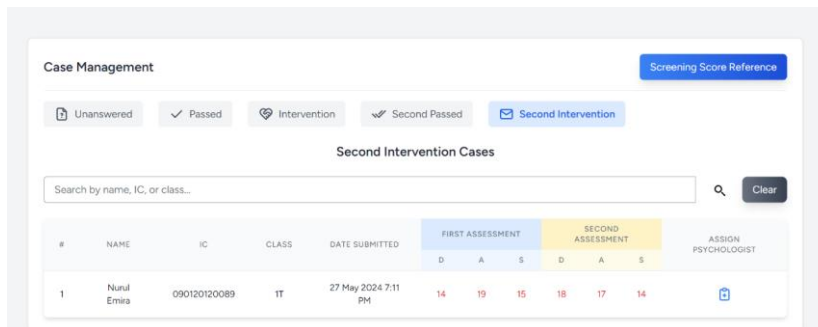 Case Management
Screening Score Reference
Unanswered Passed Intervention Second Passed Second Intervention
Second Intervention Cases
Search by name, IC, or class...
Clear
# NAME IC CLASS DATE SUBMITTED FIRST ASSESSMENT SECOND ASSESSMENT ASSIGN PSYCHOLOGIST
D A S D A S
1 Nurul Emira 090120120089 1T 27 May 2024 7:11 PM 14 19 15 18 17 14